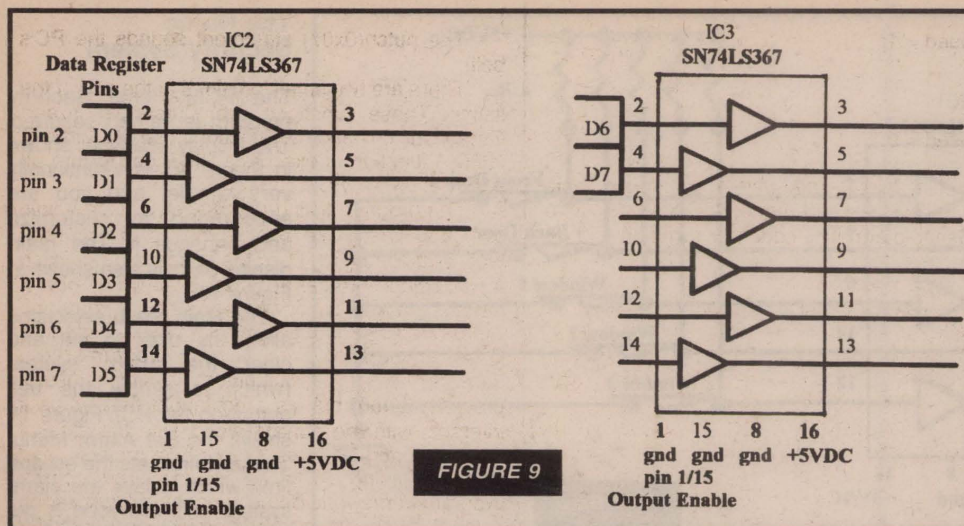 IC2
SN74LS367
Data Register
Pins
pin 2 D0 2 3
pin 3 D1 4 5
pin 4 D2 6 7
pin 5 D3 10 9
pin 6 D4 12 11
pin 7 D5 14 13
1 15 8 16
gnd gnd gnd +5VDC
pin 1/15
Output Enable
FIGURE 9
IC3
SN74LS367
D6 2 3
D7 4 5
6 7
10 9
12 11
14 13
1 15 8 16
gnd gnd gnd +5VDC
pin 1/15
Output Enable